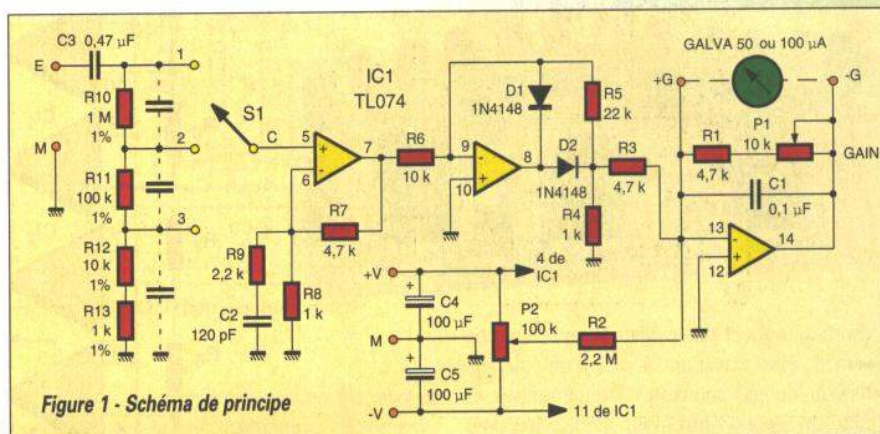 C3 0,47 µF
E
1
R10
1 M
1%
2
M
R11
100 k
1%
3
R12
10 k
1%
R13
1 k
1%
S1
C
IC1
TL074
5
+
6
-
7
R9
2,2 k
C2
120 pF
R7
4,7 k
R8
1 k
R6
10 k
D1
1N4148
9
-
10
+
8
D2
1N4148
R5
22 k
R3
4,7 k
R4
1 k
GALVA 50 ou 100 µA
+G
-G
R1
4,7 k
P1
10 k
GAIN
C1
0,1 µF
13
-
12
+
14
+V
4 de
IC1
+
C4
100 µF
P2
100 k
R2
2,2 M
M
+
C5
100 µF
-V
11 de IC1
Figure 1 - Schéma de principe